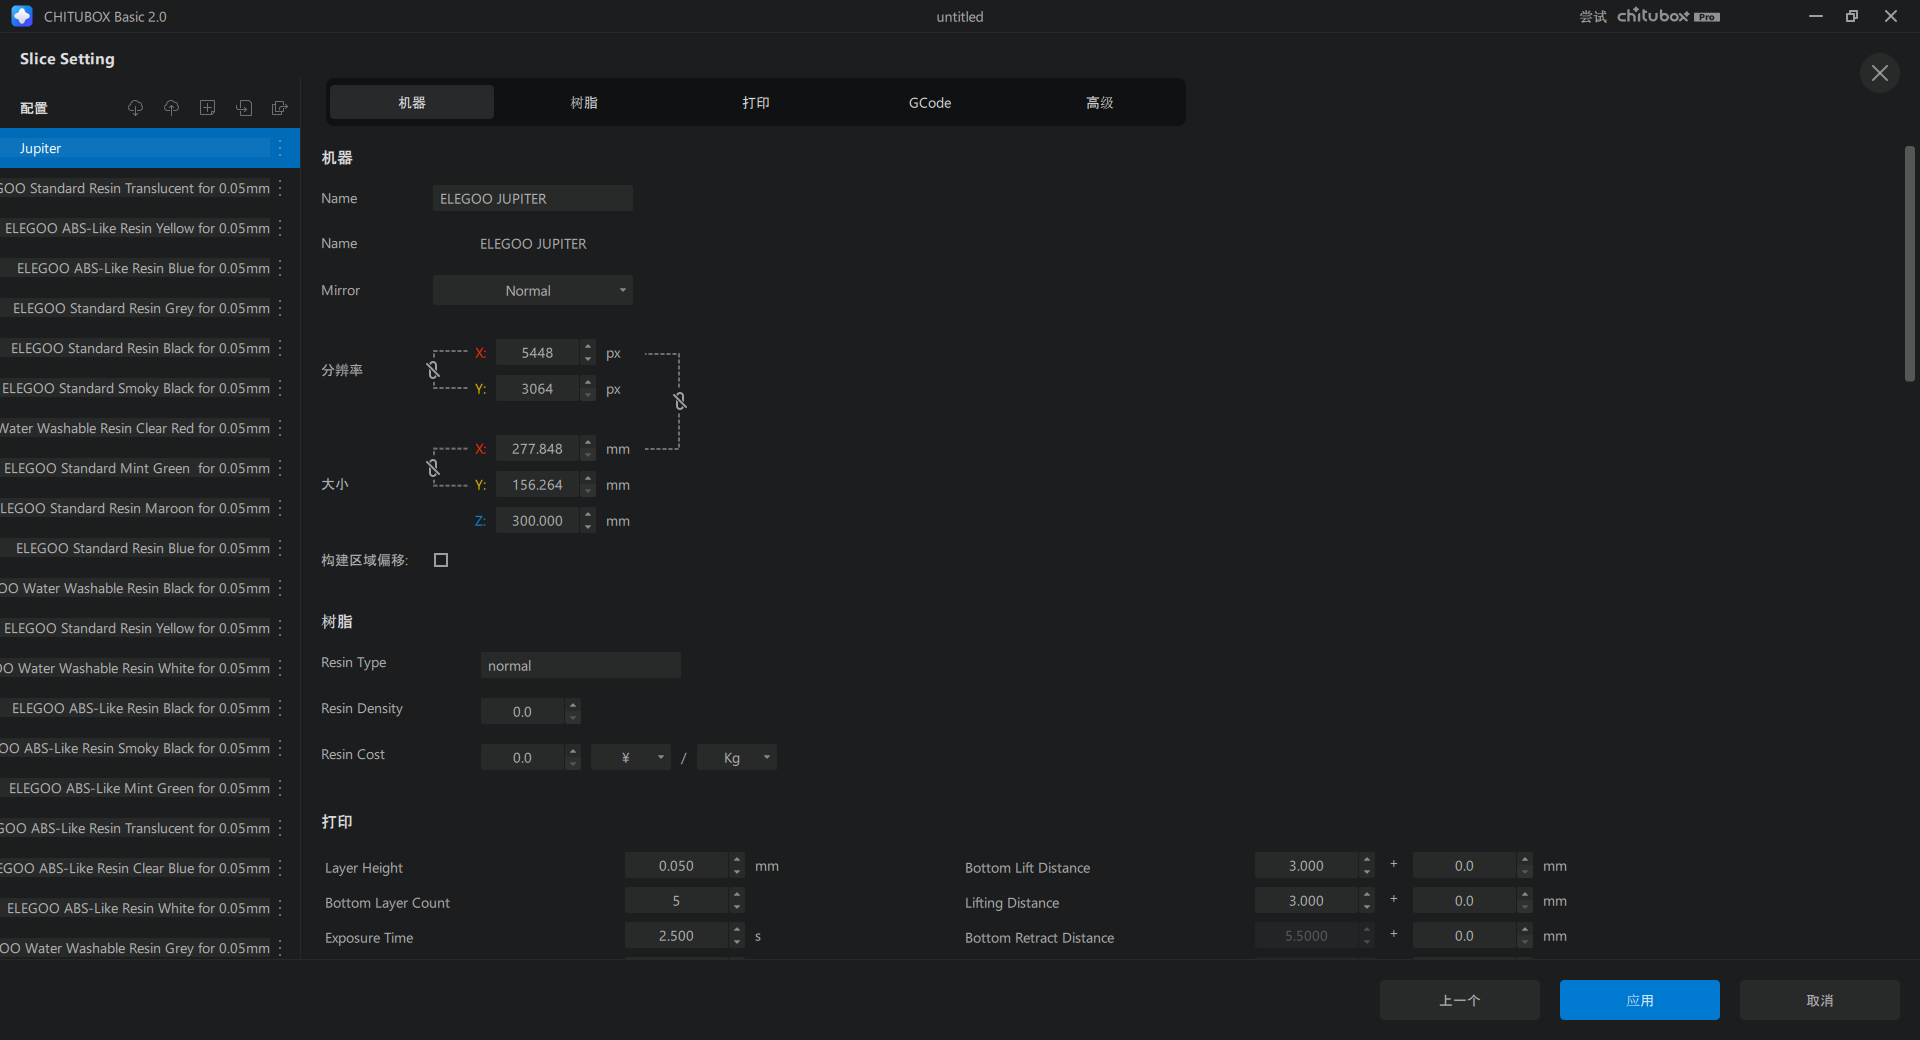 CHITUBOX Basic 2.0
untitled
尝试 chitubox Pro
Slice Setting
配置
机器 树脂 打印 GCode 高级
Jupiter
GOO Standard Resin Translucent for 0.05mm
ELEGOO ABS-Like Resin Yellow for 0.05mm
ELEGOO ABS-Like Resin Blue for 0.05mm
ELEGOO Standard Resin Grey for 0.05mm
ELEGOO Standard Resin Black for 0.05mm
ELEGOO Standard Smoky Black for 0.05mm
Water Washable Resin Clear Red for 0.05mm
ELEGOO Standard Mint Green for 0.05mm
LEGOO Standard Resin Maroon for 0.05mm
ELEGOO Standard Resin Blue for 0.05mm
OO Water Washable Resin Black for 0.05mm
ELEGOO Standard Resin Yellow for 0.05mm
OO Water Washable Resin White for 0.05mm
ELEGOO ABS-Like Resin Black for 0.05mm
OO ABS-Like Resin Smoky Black for 0.05mm
ELEGOO ABS-Like Mint Green for 0.05mm
GOO ABS-Like Resin Translucent for 0.05mm
EGOO ABS-Like Resin Clear Blue for 0.05mm
ELEGOO ABS-Like Resin White for 0.05mm
OO Water Washable Resin Grey for 0.05mm
机器
Name ELEGOO JUPITER
Name ELEGOO JUPITER
Mirror Normal
分辨率
X: 5448 px
Y: 3064 px
大小
X: 277.848 mm
Y: 156.264 mm
Z: 300.000 mm
构建区域偏移:
树脂
Resin Type normal
Resin Density 0.0
Resin Cost 0.0 ¥ / Kg
打印
Layer Height 0.050 mm Bottom Lift Distance 3.000 + 0.0 mm
Bottom Layer Count 5 Lifting Distance 3.000 + 0.0 mm
Exposure Time 2.500 s Bottom Retract Distance 5.5000 + 0.0 mm
上一个 应用 取消